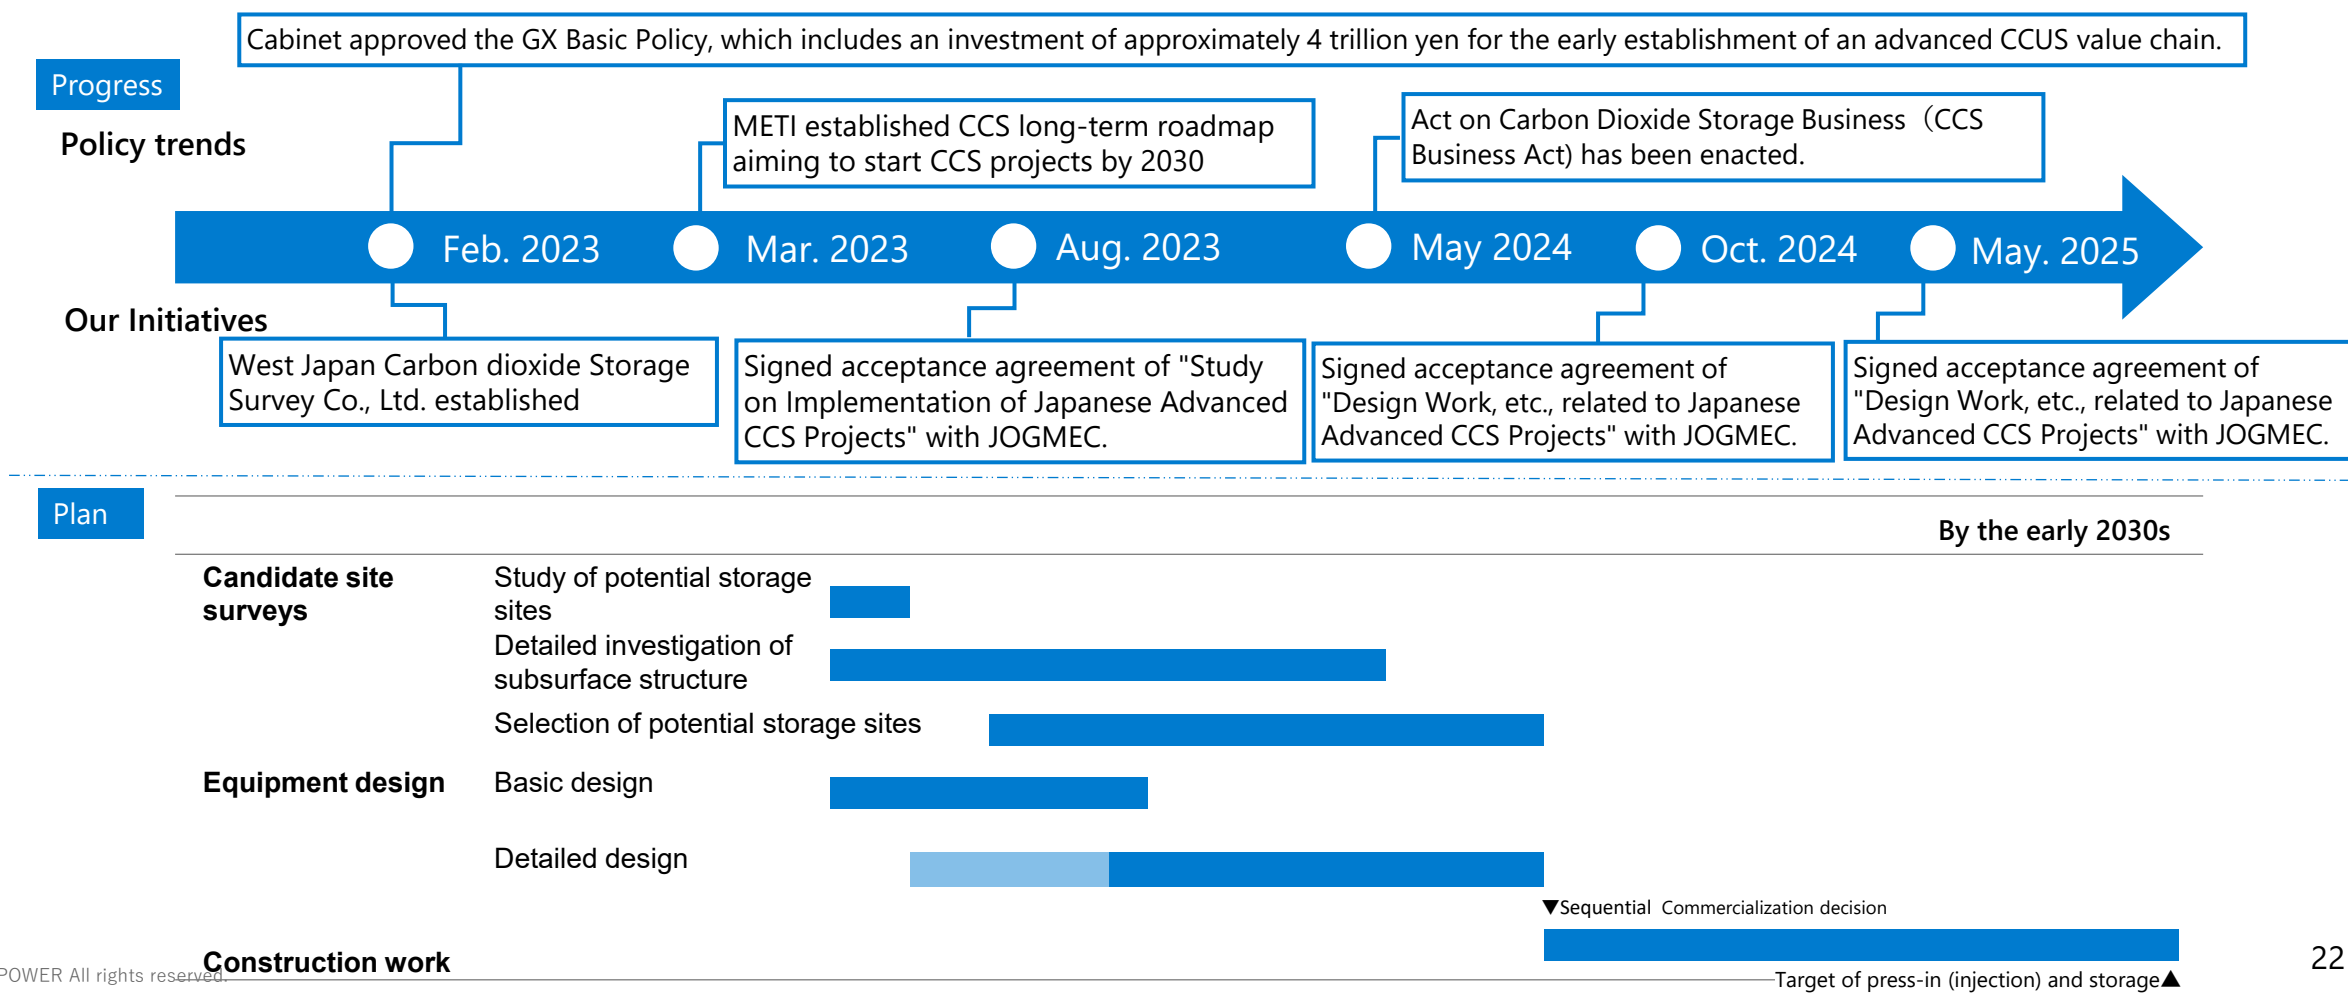 Cabinet approved the GX Basic Policy, which includes an investment of approximately 4 trillion yen for the early establishment of an advanced CCUS value chain.
Progress
Policy trends
METI established CCS long-term roadmap
aiming to start CCS projects by 2030
Act on Carbon Dioxide Storage Business（CCS
Business Act) has been enacted.
Feb. 2023
Mar. 2023
Aug. 2023
May 2024
Oct. 2024
May. 2025
Our Initiatives
West Japan Carbon dioxide Storage
Survey Co., Ltd. established
Signed acceptance agreement of "Study
on Implementation of Japanese Advanced
CCS Projects" with JOGMEC.
Signed acceptance agreement of
"Design Work, etc., related to Japanese
Advanced CCS Projects" with JOGMEC.
Signed acceptance agreement of
"Design Work, etc., related to Japanese
Advanced CCS Projects" with JOGMEC.
Plan
By the early 2030s
Candidate site
surveys
Study of potential storage
sites
Detailed investigation of
subsurface structure
Selection of potential storage sites
Equipment design
Basic design
Detailed design
▼Sequential Commercialization decision
Construction work
Target of press-in (injection) and storage▲
POWER All rights reserved.
22